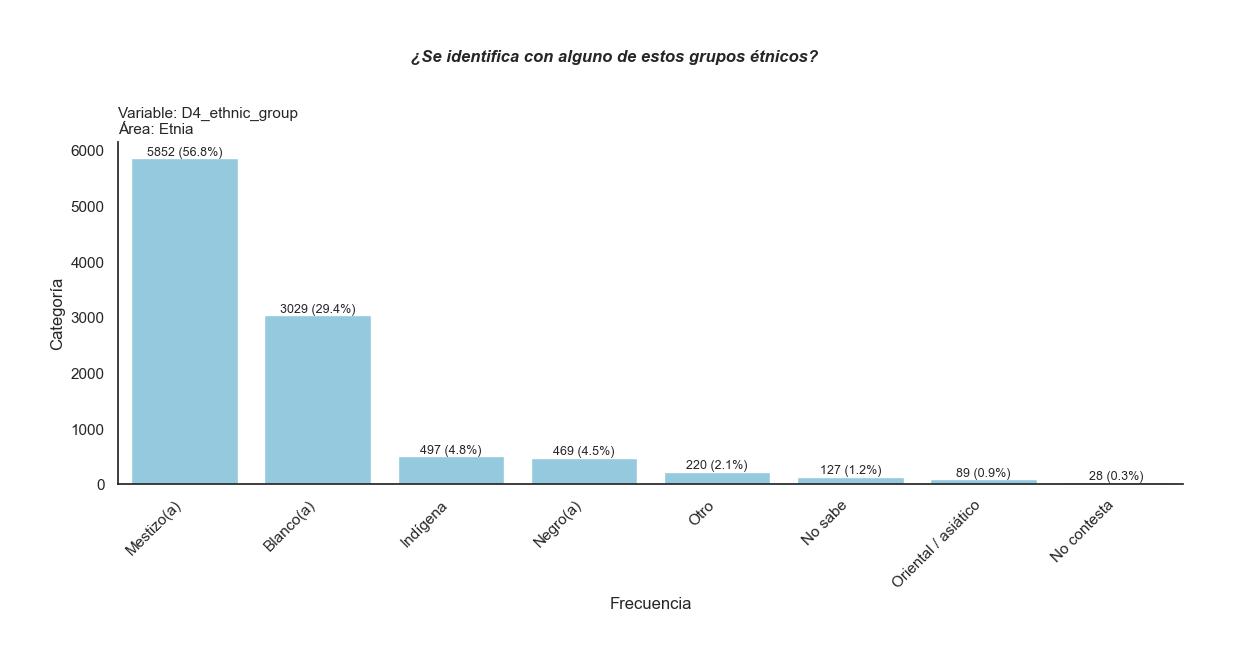 ¿Se identifica con alguno de estos grupos étnicos?
Variable: D4_ethnic_group
Área: Etnia
6000
5000
4000
3000
2000
1000
0
Categoría
5852 (56.8%)
3029 (29.4%)
497 (4.8%)
469 (4.5%)
220 (2.1%)
127 (1.2%)
89 (0.9%)
28 (0.3%)
Mestizo(a)
Blanco(a)
Indígena
Negro(a)
Otro
No sabe
Oriental / asiático
No contesta
Frecuencia